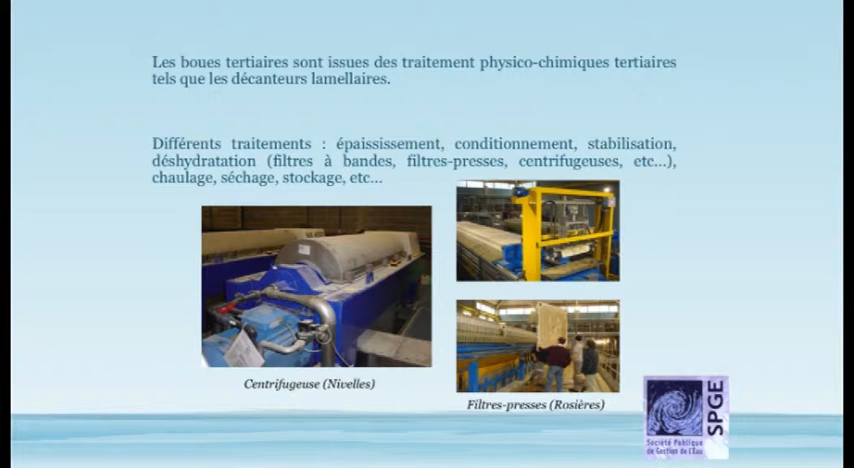 Les boues tertiaires sont issues des traitement physico-chimiques tertiaires
tels que les décanteurs lamellaires.
Différents traitements : épaississement, conditionnement, stabilisation,
déshydratation (filtres à bandes, filtres-presses, centrifugeuses, etc...),
chaulage, séchage, stockage, etc...
Centrifugeuse (Nivelles)
Filtres-presses (Rosières)
SPGE
Société Publique
de Gestion de l'Eau